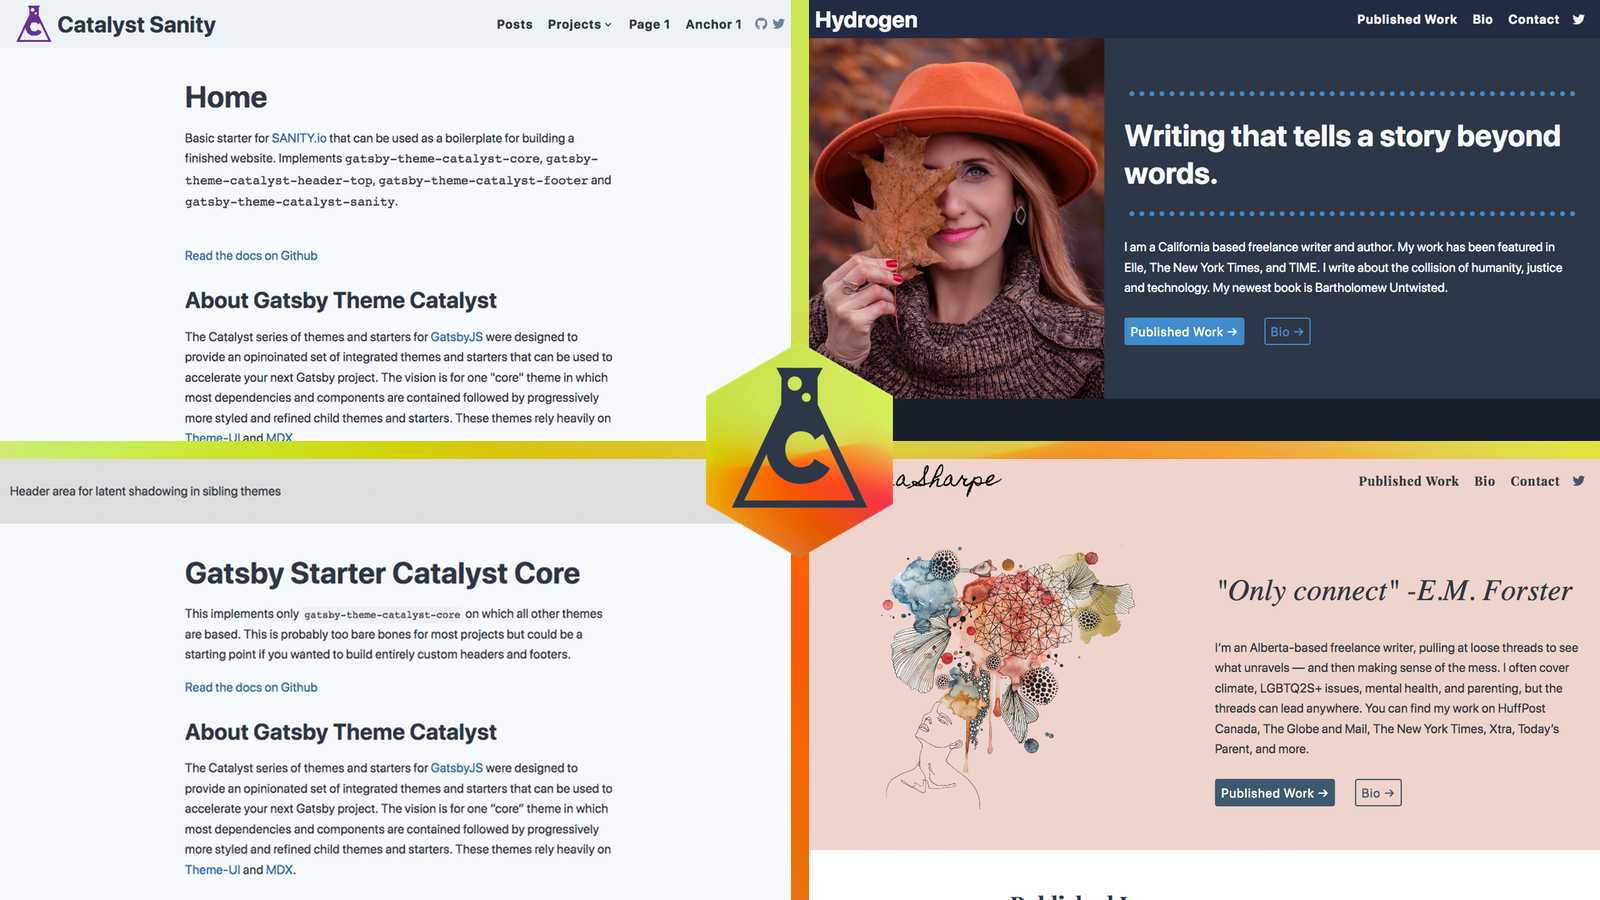 Catalyst Sanity
Posts Projects Page 1 Anchor 1
Home
Basic starter for SANITY.io that can be used as a boilerplate for building a
finished website. Implements gatsby-theme-catalyst-core, gatsby-
theme-catalyst-header-top, gatsby-theme-catalyst-footer and
gatsby-theme-catalyst-sanity.
Read the docs on Github
About Gatsby Theme Catalyst
The Catalyst series of themes and starters for GatsbyJS were designed to
provide an opinoinated set of integrated themes and starters that can be used to
accelerate your next Gatsby project. The vision is for one "core" theme in which
most dependencies and components are contained followed by progressively
more styled and refined child themes and starters. These themes rely heavily on
Theme-UI and MDX.
Hydrogen
Published Work Bio Contact
Writing that tells a story beyond
words.
I am a California based freelance writer and author. My work has been featured in
Elle, The New York Times, and TIME. I write about the collision of humanity, justice
and technology. My newest book is Bartholomew Untwisted.
Published Work → Bio →
C
Header area for latent shadowing in sibling themes
Gatsby Starter Catalyst Core
This implements only gatsby-theme-catalyst-core on which all other themes
are based. This is probably too bare bones for most projects but could be a
starting point if you wanted to build entirely custom headers and footers.
Read the docs on Github
About Gatsby Theme Catalyst
The Catalyst series of themes and starters for GatsbyJS were designed to
provide an opinionated set of integrated themes and starters that can be used to
accelerate your next Gatsby project. The vision is for one "core" theme in which
most dependencies and components are contained followed by progressively
more styled and refined child themes and starters. These themes rely heavily on
Theme-UI and MDX.
a Sharpe
Published Work Bio Contact
"Only connect" -E.M. Forster
I'm an Alberta-based freelance writer, pulling at loose threads to see
what unravels — and then making sense of the mess. I often cover
climate, LGBTQ2S+ issues, mental health, and parenting, but the
threads can lead anywhere. You can find my work on HuffPost
Canada, The Globe and Mail, The New York Times, Xtra, Today's
Parent, and more.
Published Work → Bio →